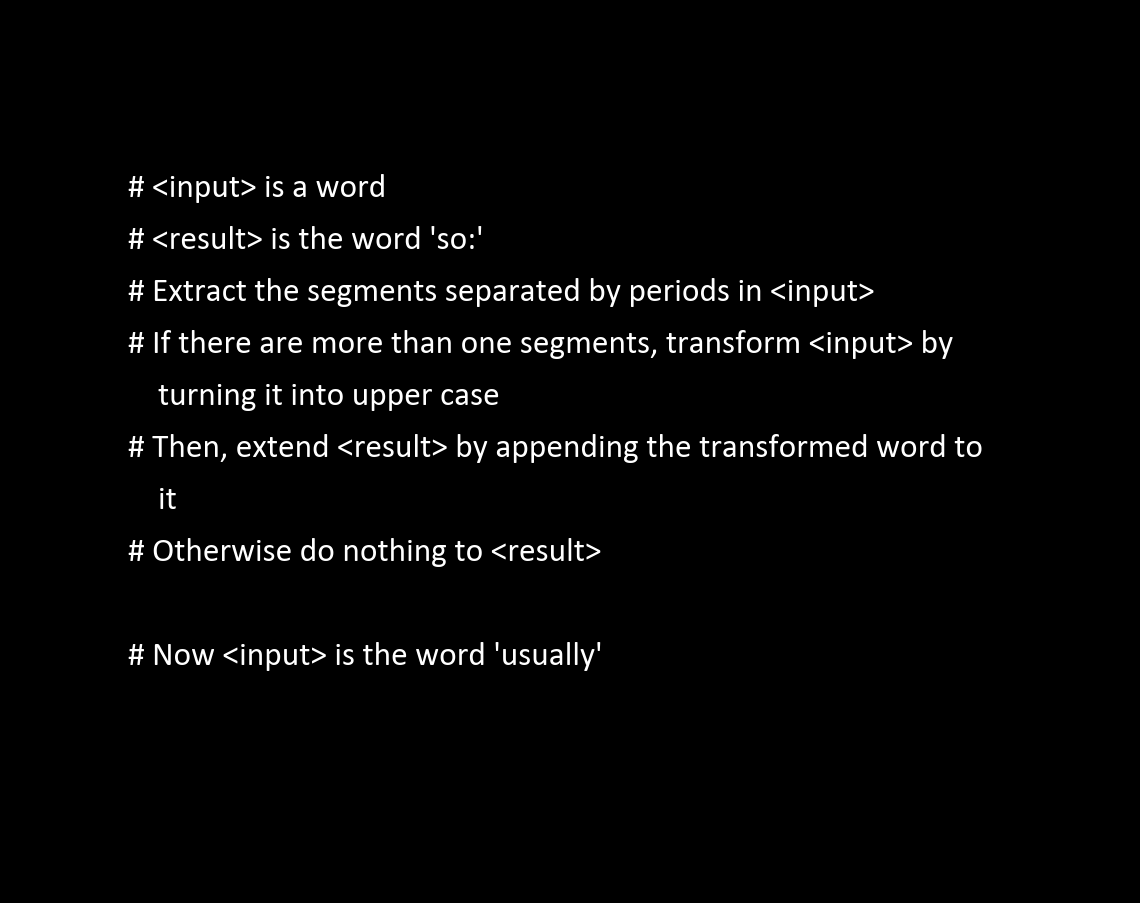 # <input> is a word
# <result> is the word 'so:'
# Extract the segments separated by periods in <input>
# If there are more than one segments, transform <input> by
turning it into upper case
# Then, extend <result> by appending the transformed word to
it
# Otherwise do nothing to <result>
# Now <input> is the word 'usually'